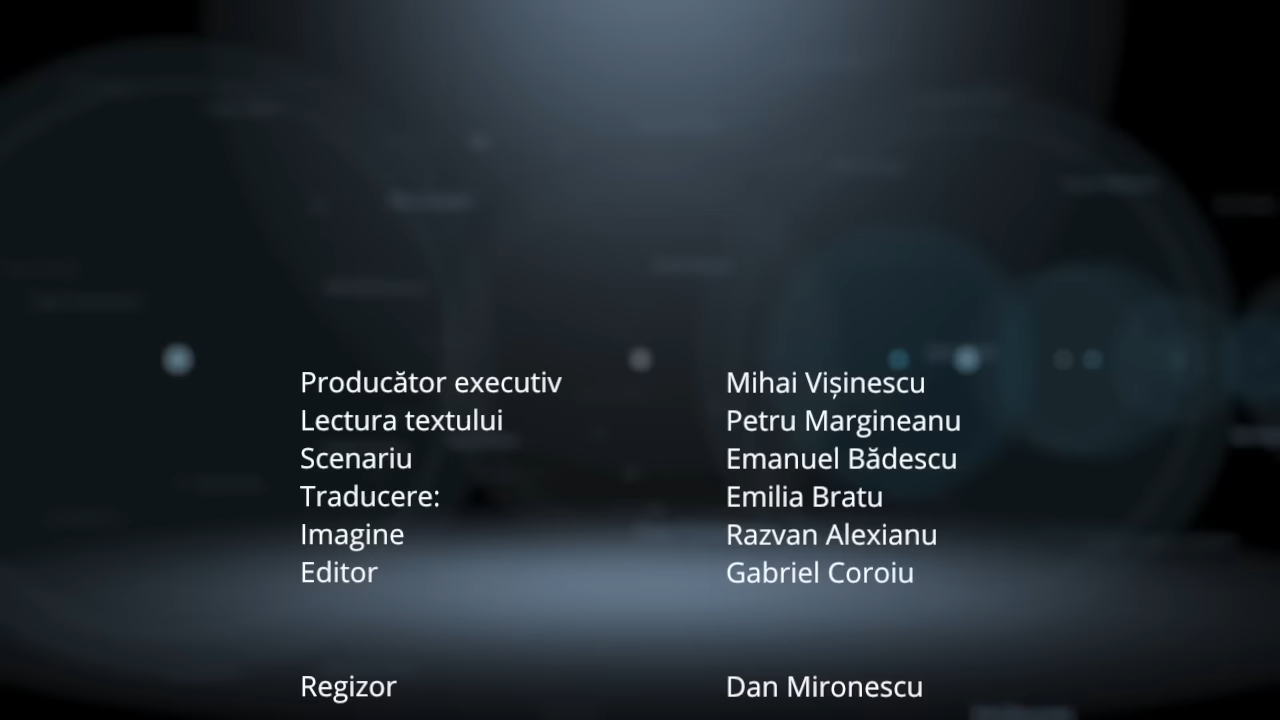 Producător executiv Mihai Vișinescu
Lectura textului Petru Margineanu
Scenariu Emanuel Bădescu
Traducere: Emilia Bratu
Imagine Razvan Alexianu
Editor Gabriel Coroiu
Regizor Dan Mironescu